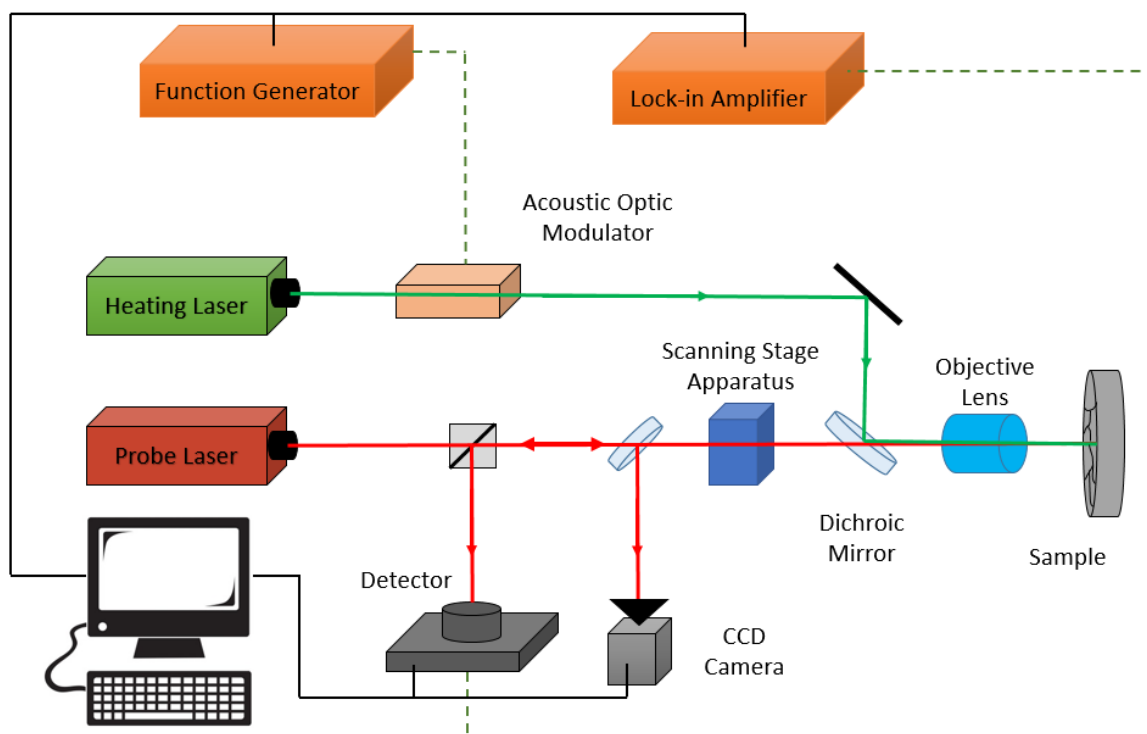 Function Generator
Lock-in Amplifier
Acoustic Optic
Modulator
Heating Laser
Scanning Stage
Apparatus
Objective
Lens
Probe Laser
Dichroic
Mirror
Sample
Detector
CCD
Camera